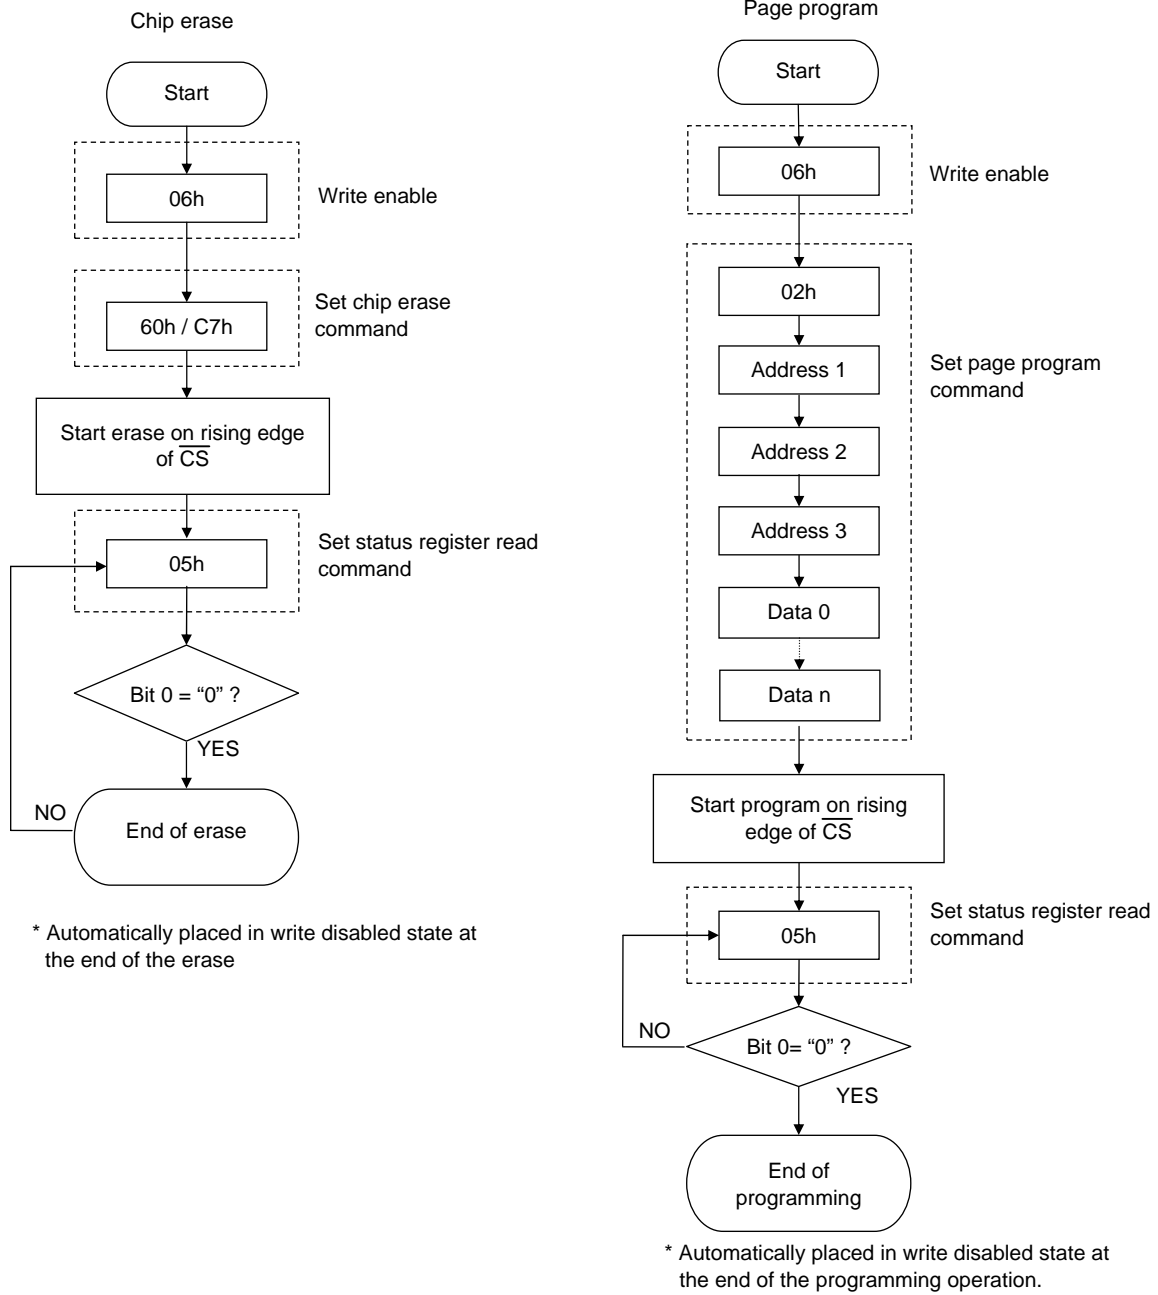 Chip erase
Start
06h
Write enable
60h / C7h
Set chip erase
command
Start erase on rising edge
of C̅S̅
05h
Set status register read
command
Bit 0 = “0” ?
YES
NO
End of erase
* Automatically placed in write disabled state at
the end of the erase
Page program
Start
06h
Write enable
02h
Address 1
Set page program
command
Address 2
Address 3
Data 0
Data n
Start program on rising
edge of C̅S̅
05h
Set status register read
command
NO
Bit 0= “0” ?
YES
End of
programming
* Automatically placed in write disabled state at
the end of the programming operation.